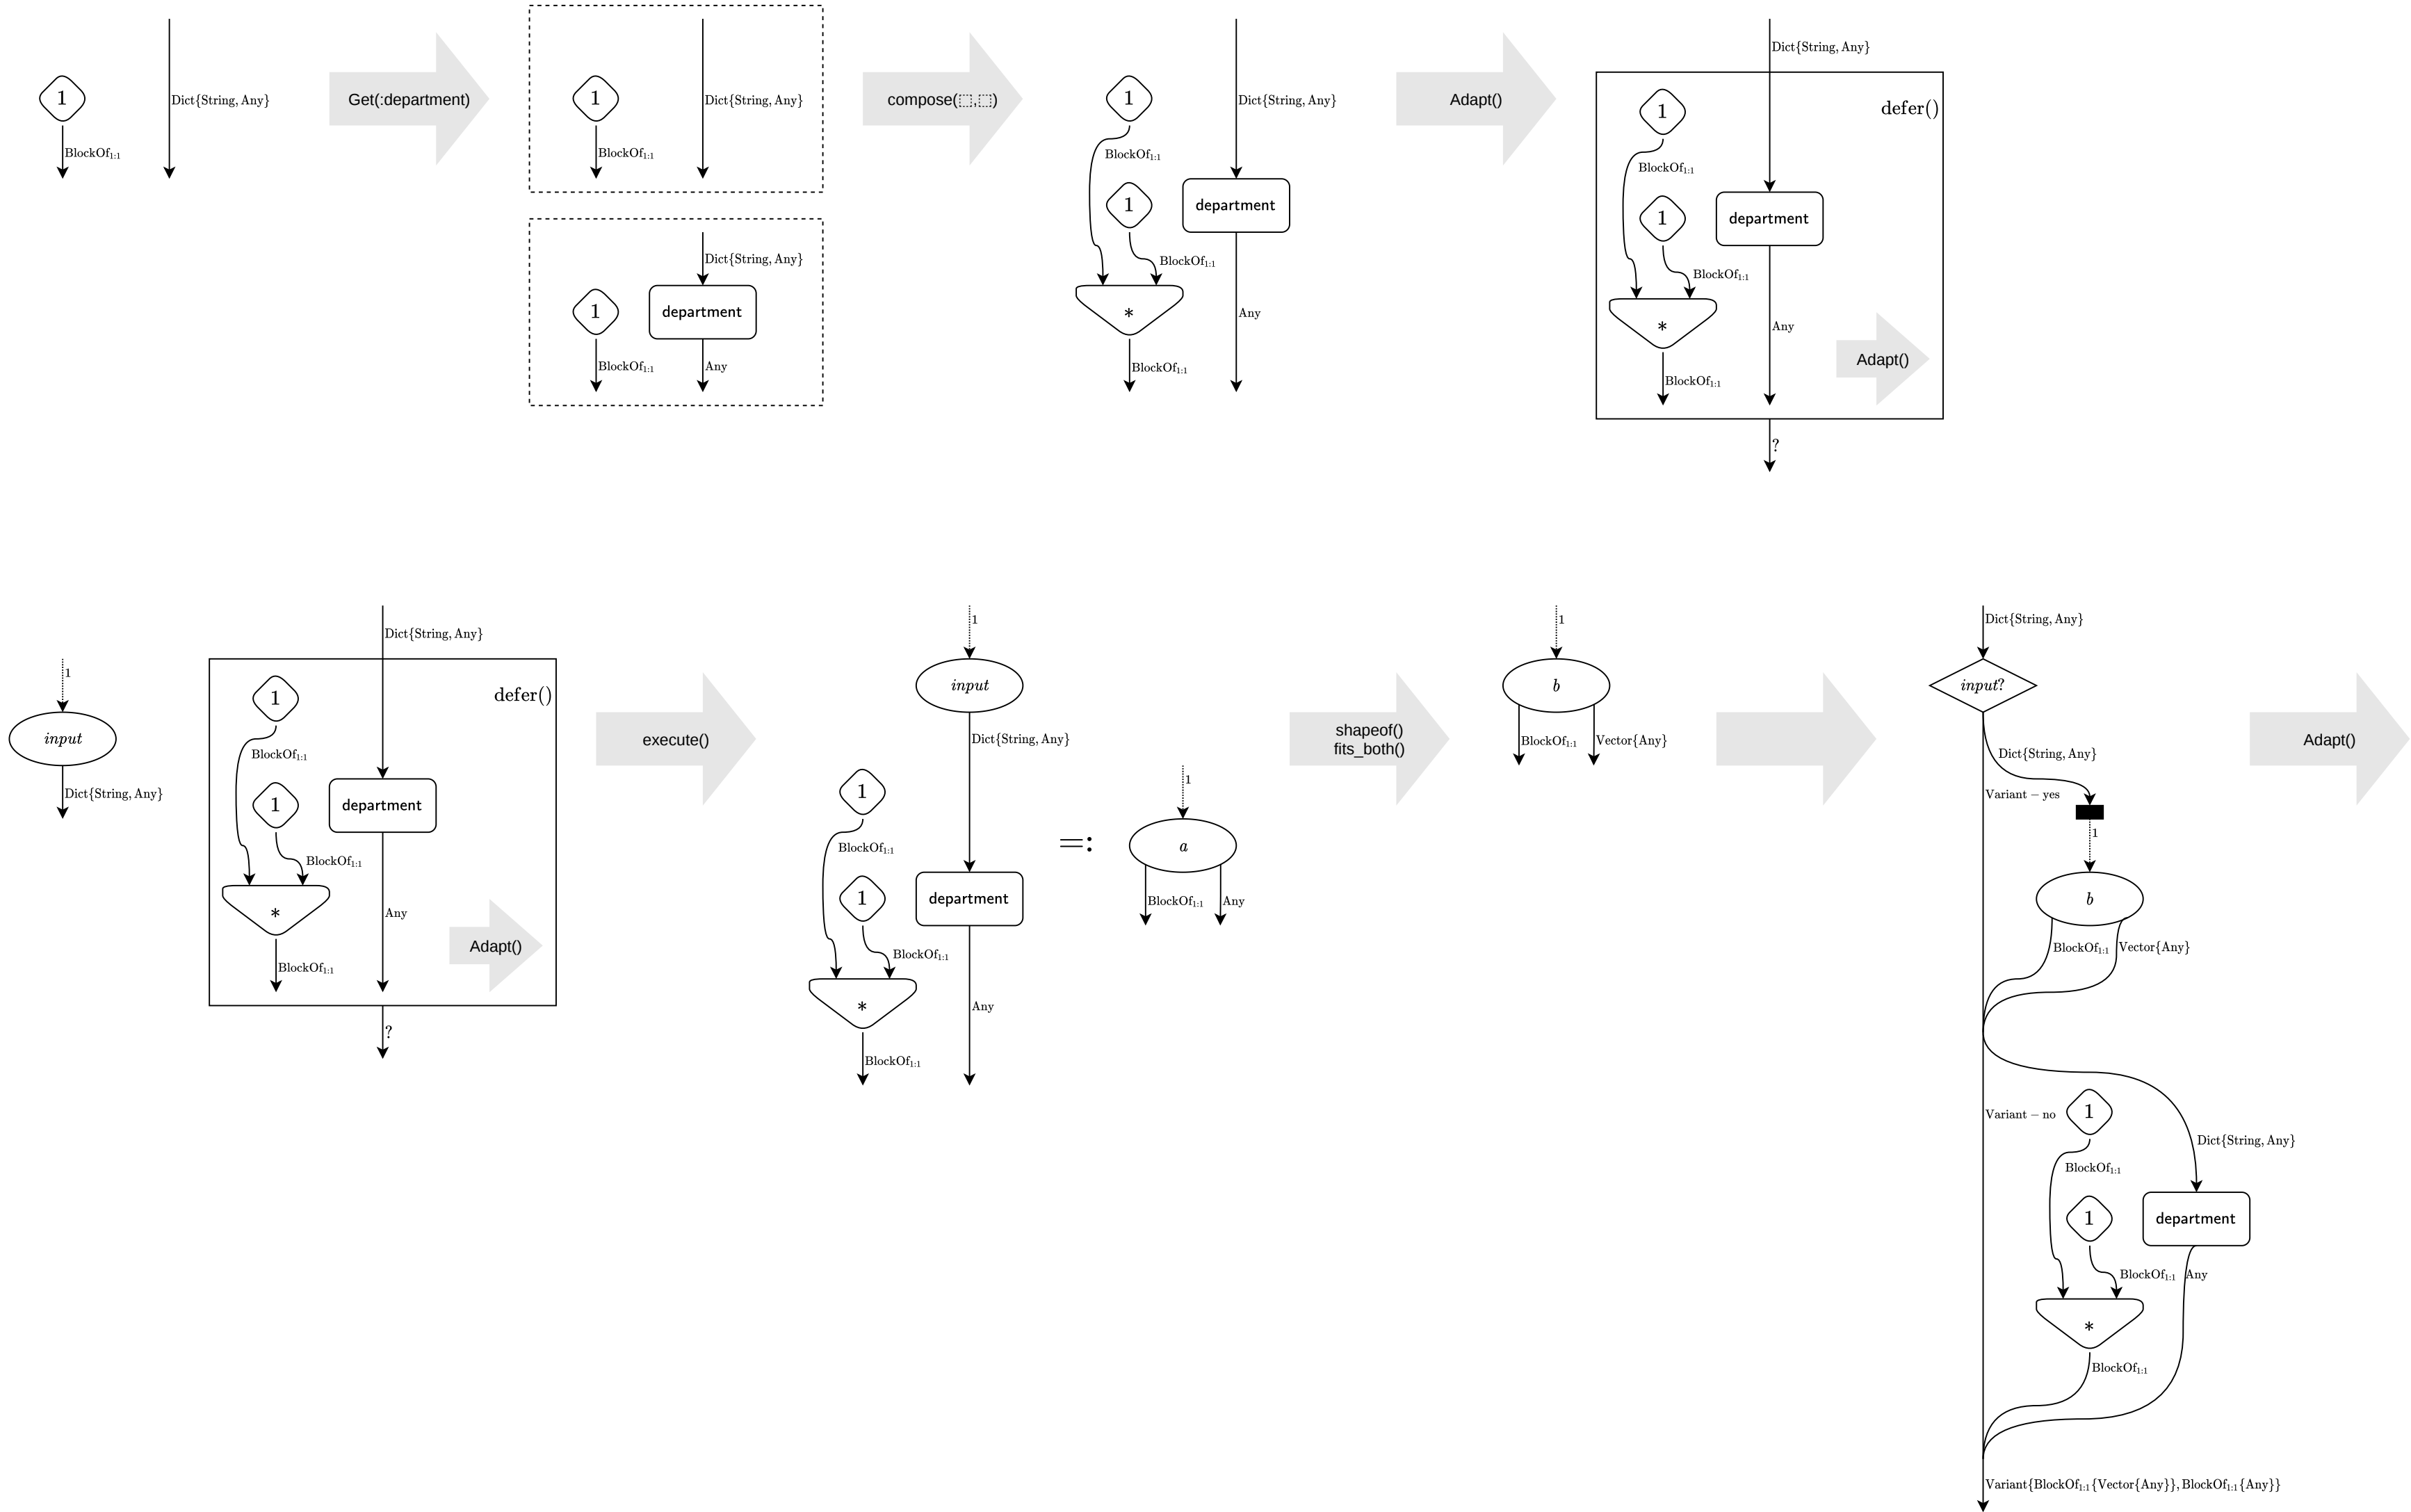 1
BlockOf1:1
Dict{String, Any}
Get(:department)
1
BlockOf1:1
Dict{String, Any}
1
BlockOf1:1
Dict{String, Any}
department
Any
compose(⬚,⬚)
1
BlockOf1:1
1
BlockOf1:1
*
BlockOf1:1
Dict{String, Any}
department
Any
Adapt()
Dict{String, Any}
defer()
1
BlockOf1:1
1
BlockOf1:1
*
BlockOf1:1
department
Any
Adapt()
?
1
input
Dict{String, Any}
Dict{String, Any}
defer()
1
BlockOf1:1
1
BlockOf1:1
*
BlockOf1:1
department
Any
Adapt()
?
execute()
1
input
Dict{String, Any}
1
BlockOf1:1
1
BlockOf1:1
*
BlockOf1:1
department
Any
=:
1
a
BlockOf1:1
Any
shapeof()
fits_both()
1
b
BlockOf1:1
Vector{Any}
Dict{String, Any}
input?
Dict{String, Any}
Variant – yes
1
b
BlockOf1:1
Vector{Any}
Variant – no
1
BlockOf1:1
Dict{String, Any}
1
department
BlockOf1:1
Any
*
BlockOf1:1
Variant{BlockOf1:1{Vector{Any}}, BlockOf1:1{Any}}
Adapt()